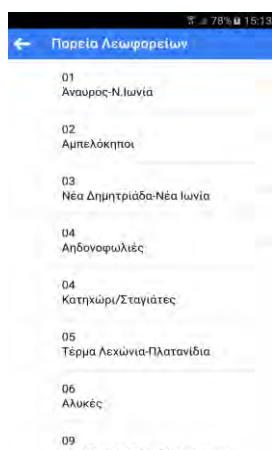 78% 15:13
Πορεία Λεωφορείων
01
Άναυρος-Ν.Ιωνία
02
Αμπελόκηποι
03
Νέα Δημητριάδα-Νέα Ιωνία
04
Αηδονοφωλιές
04
Κατηχώρι/Σταγιάτες
05
Τέρμα Λεχώνια-Πλατανίδια
06
Αλυκές
09